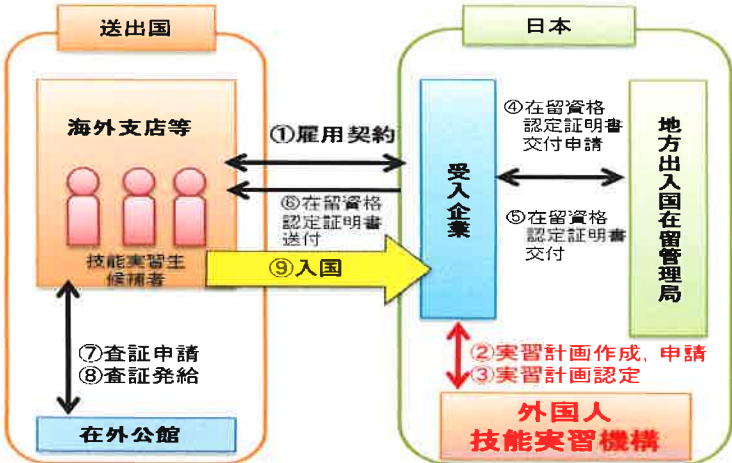 送出国
日本
海外支店等
技能実習生
候補者
①雇用契約
⑥在留資格
認定証明書
送付
⑨入国
受入企業
④在留資格
認定証明書
交付申請
⑤在留資格
認定証明書
交付
地方出入国在留管理局
⑦査証申請
⑧査証発給
在外公館
②実習計画作成, 申請
③実習計画認定
外国人
技能実習機構